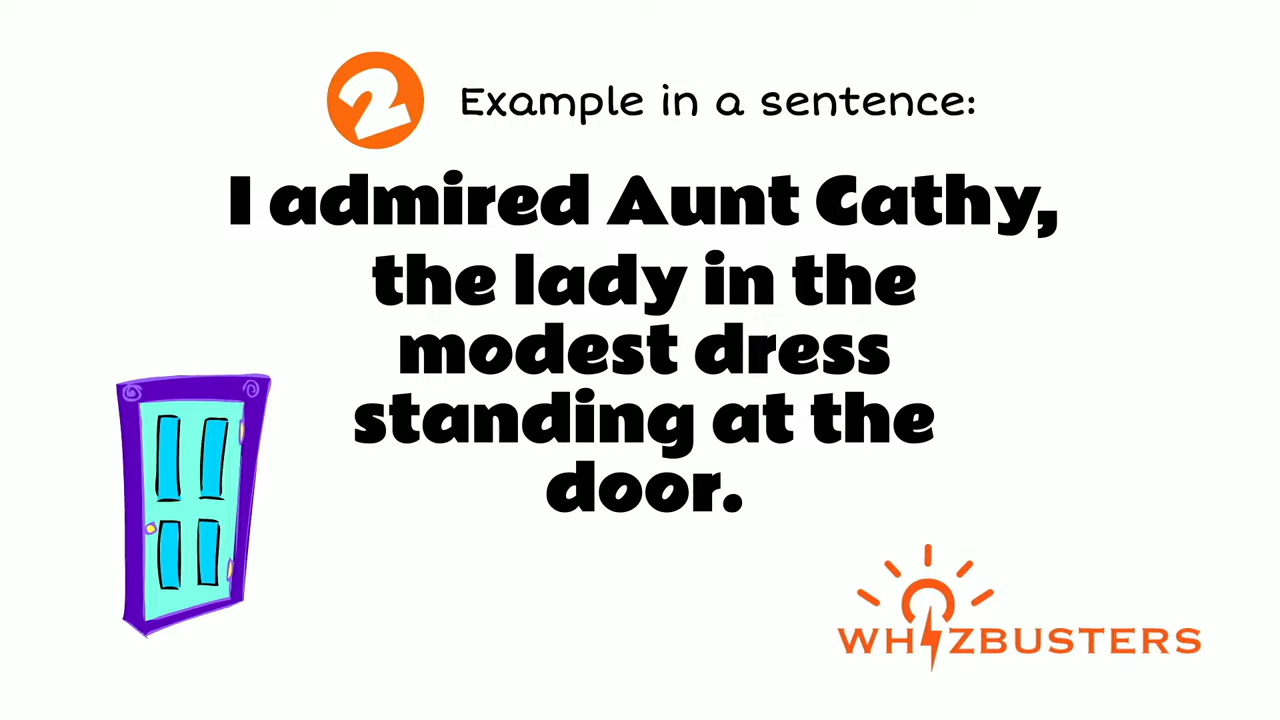 2 Example in a sentence:
I admired Aunt Cathy,
the lady in the
modest dress
standing at the
door.
WHIZBUSTERS